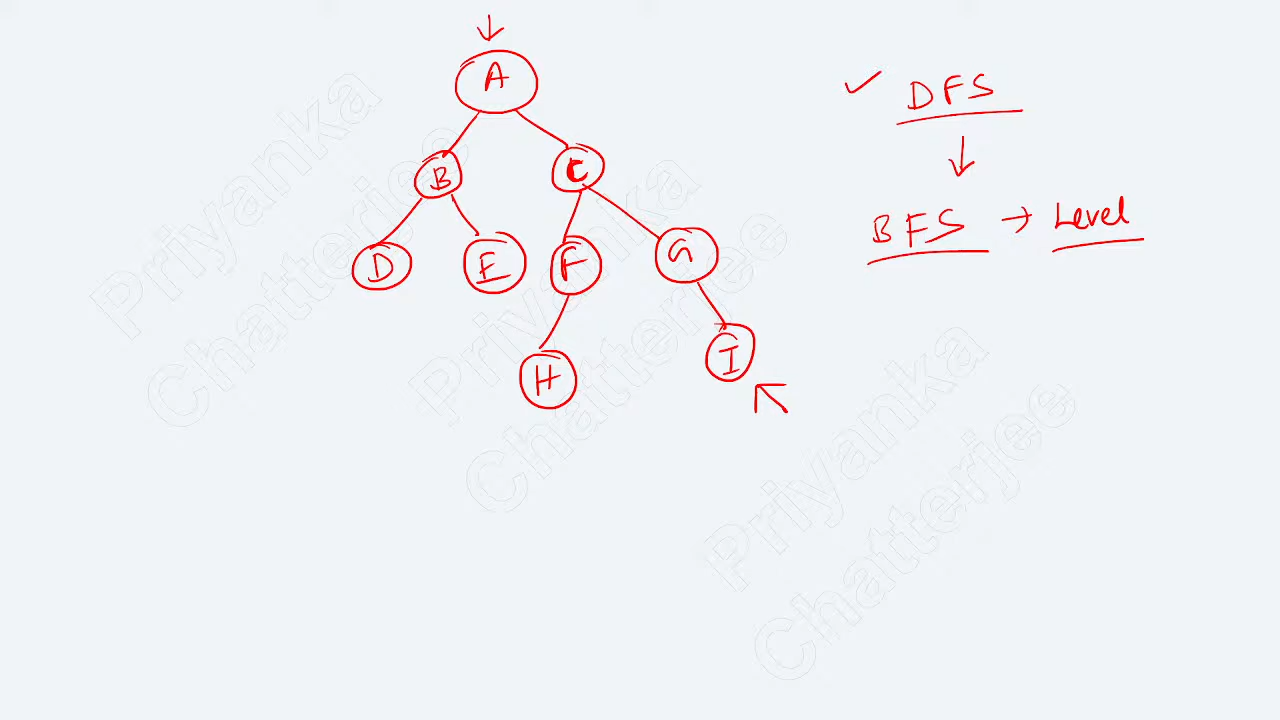 A
B
C
D
E
F
G
H
I
DFS
BFS → Level
Priyanka
Chatterjee
Priyanka
Chatterjee
Priyanka
Chatterjee